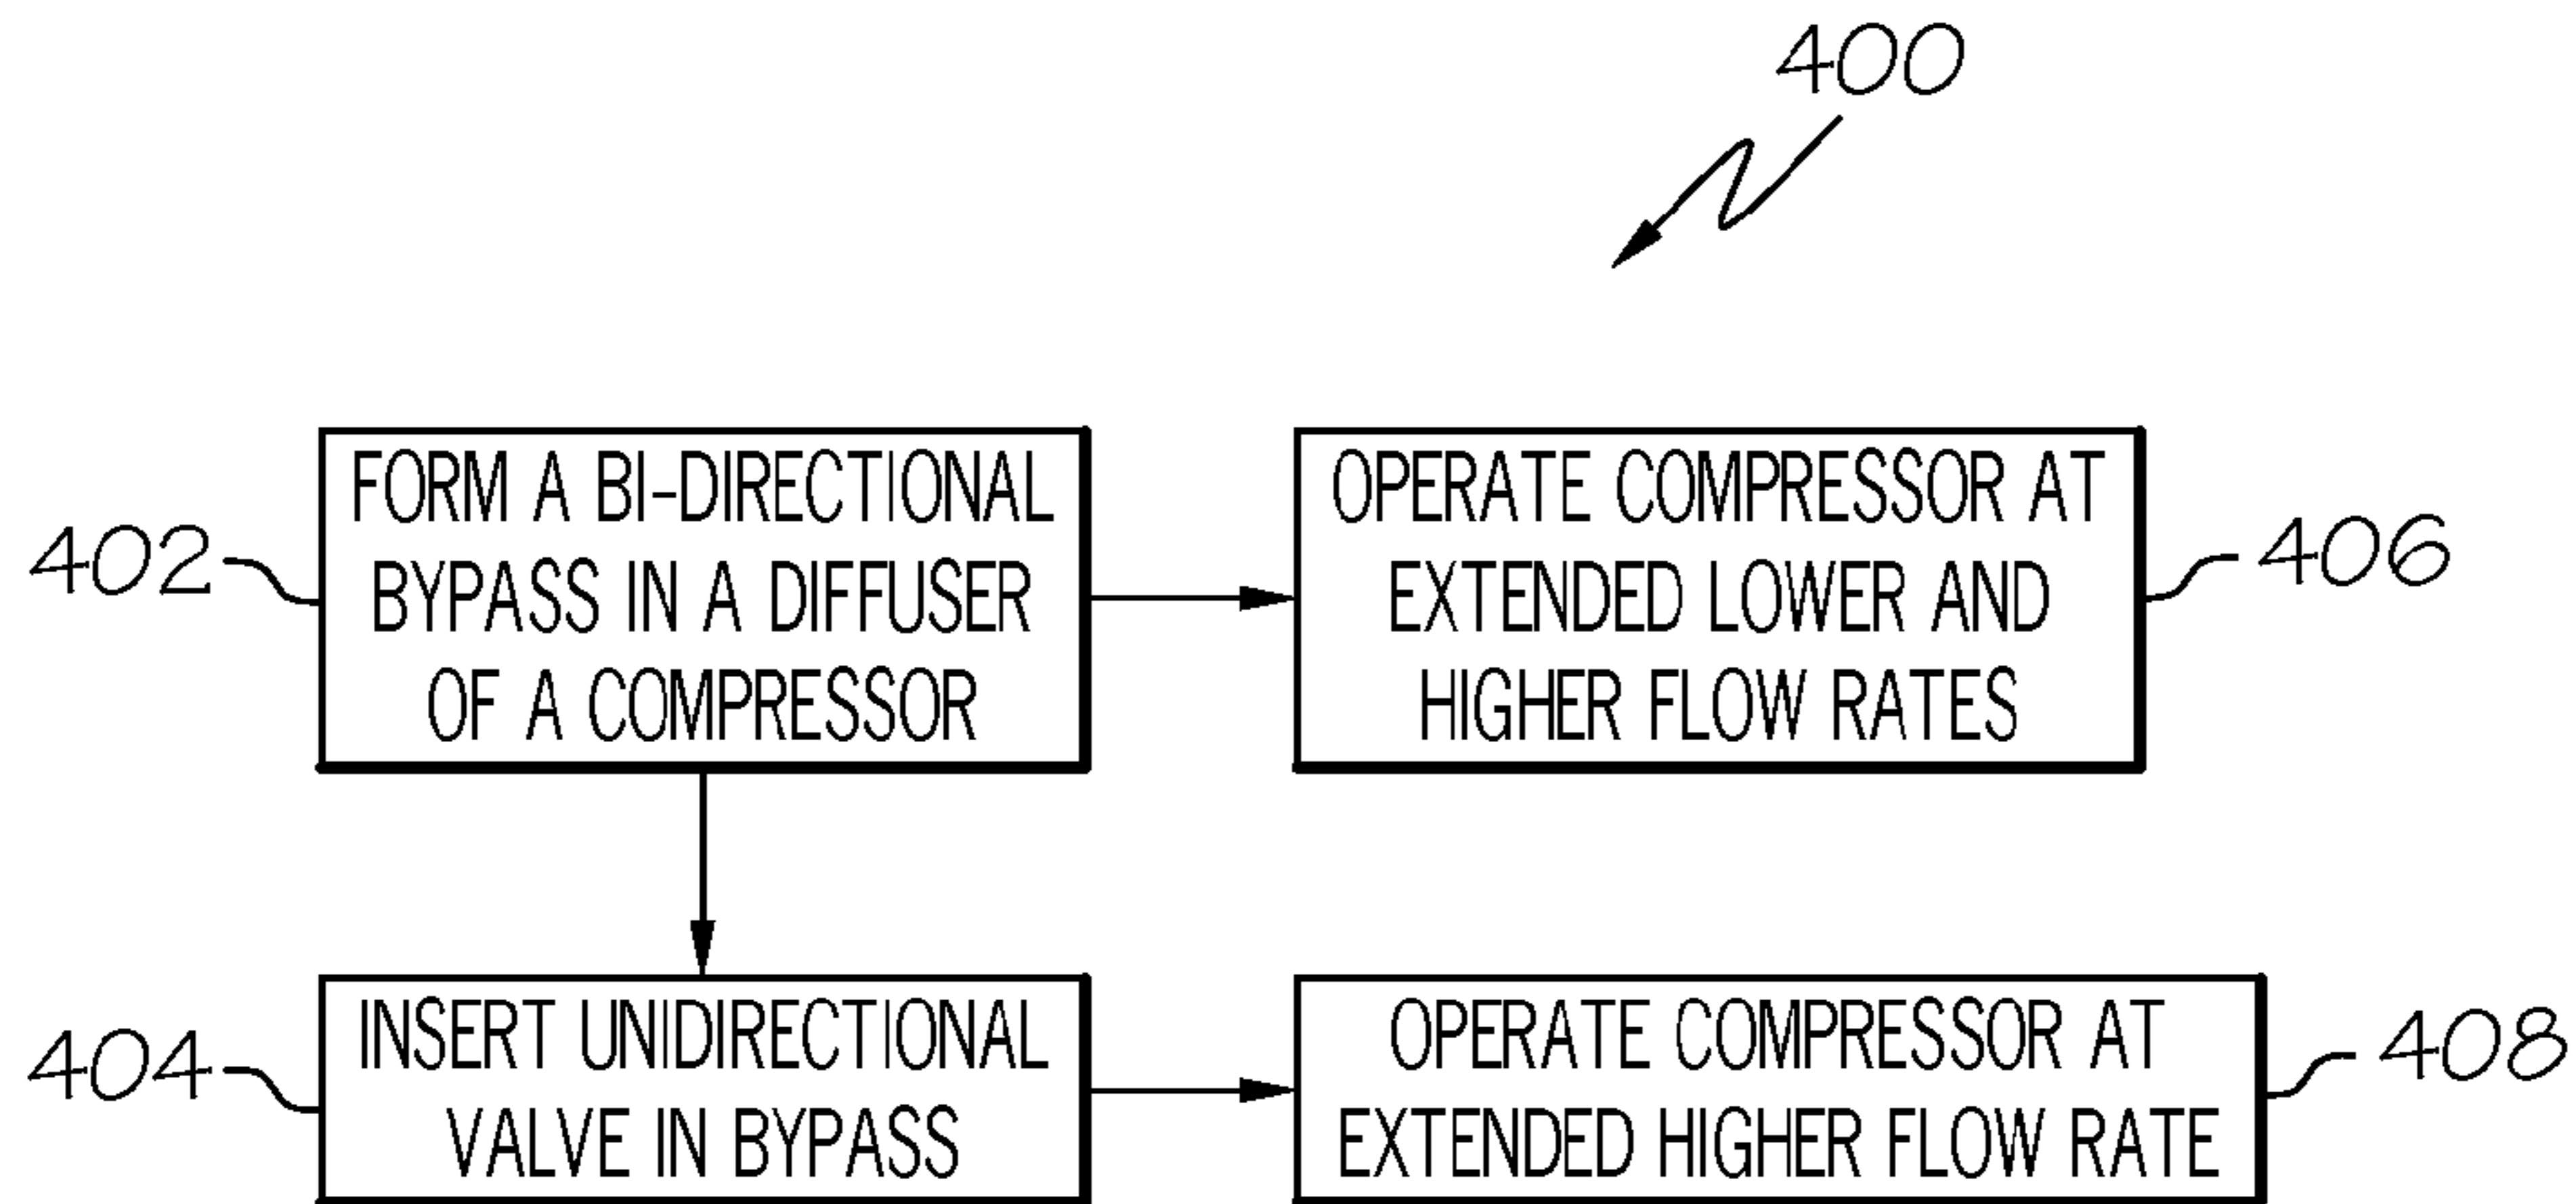 400
402
FORM A BI-DIRECTIONAL
BYPASS IN A DIFFUSER
OF A COMPRESSOR
OPERATE COMPRESSOR AT
EXTENDED LOWER AND
HIGHER FLOW RATES
406
404
INSERT UNIDIRECTIONAL
VALVE IN BYPASS
OPERATE COMPRESSOR AT
EXTENDED HIGHER FLOW RATE
408